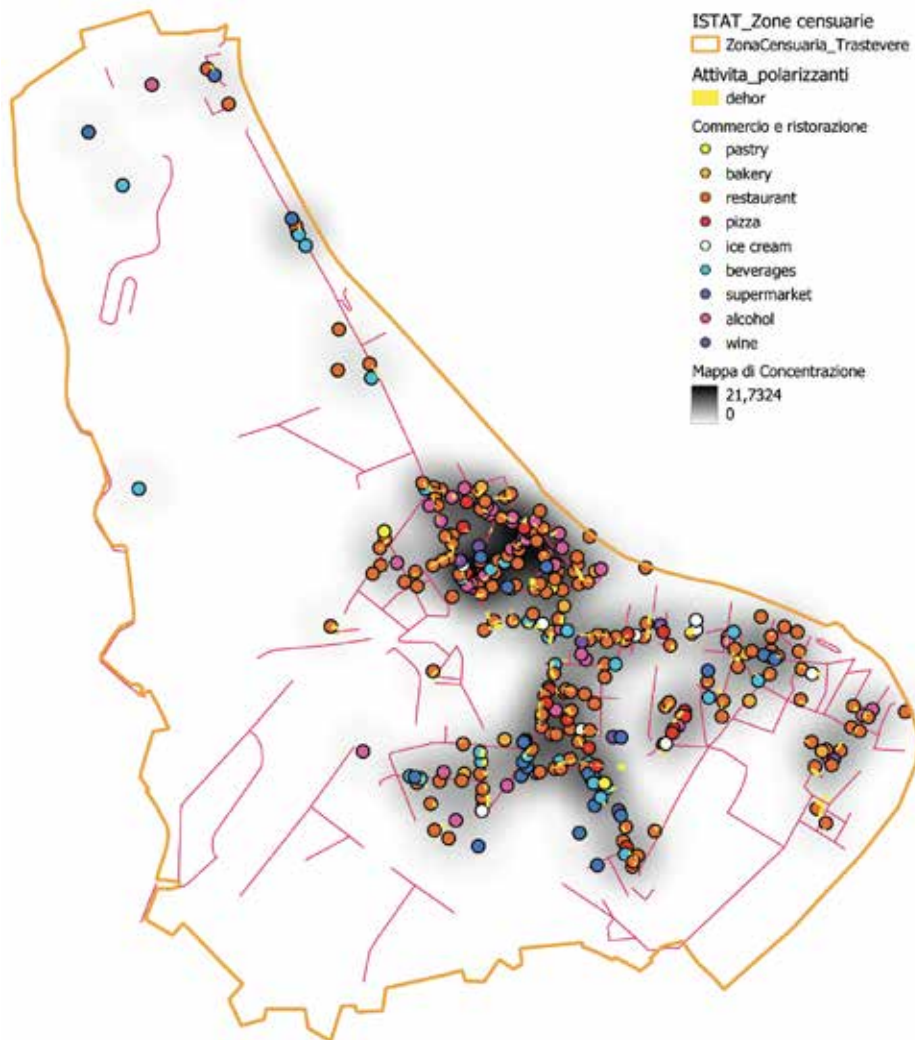 ISTAT_Zone censuarie
ZonaCensuaria_Trastevere
Attivita_polarizzanti
dehor
Commercio e ristorazione
pastry
bakery
restaurant
pizza
ice cream
beverages
supermarket
alcohol
wine
Mappa di Concentrazione
21,7324
0